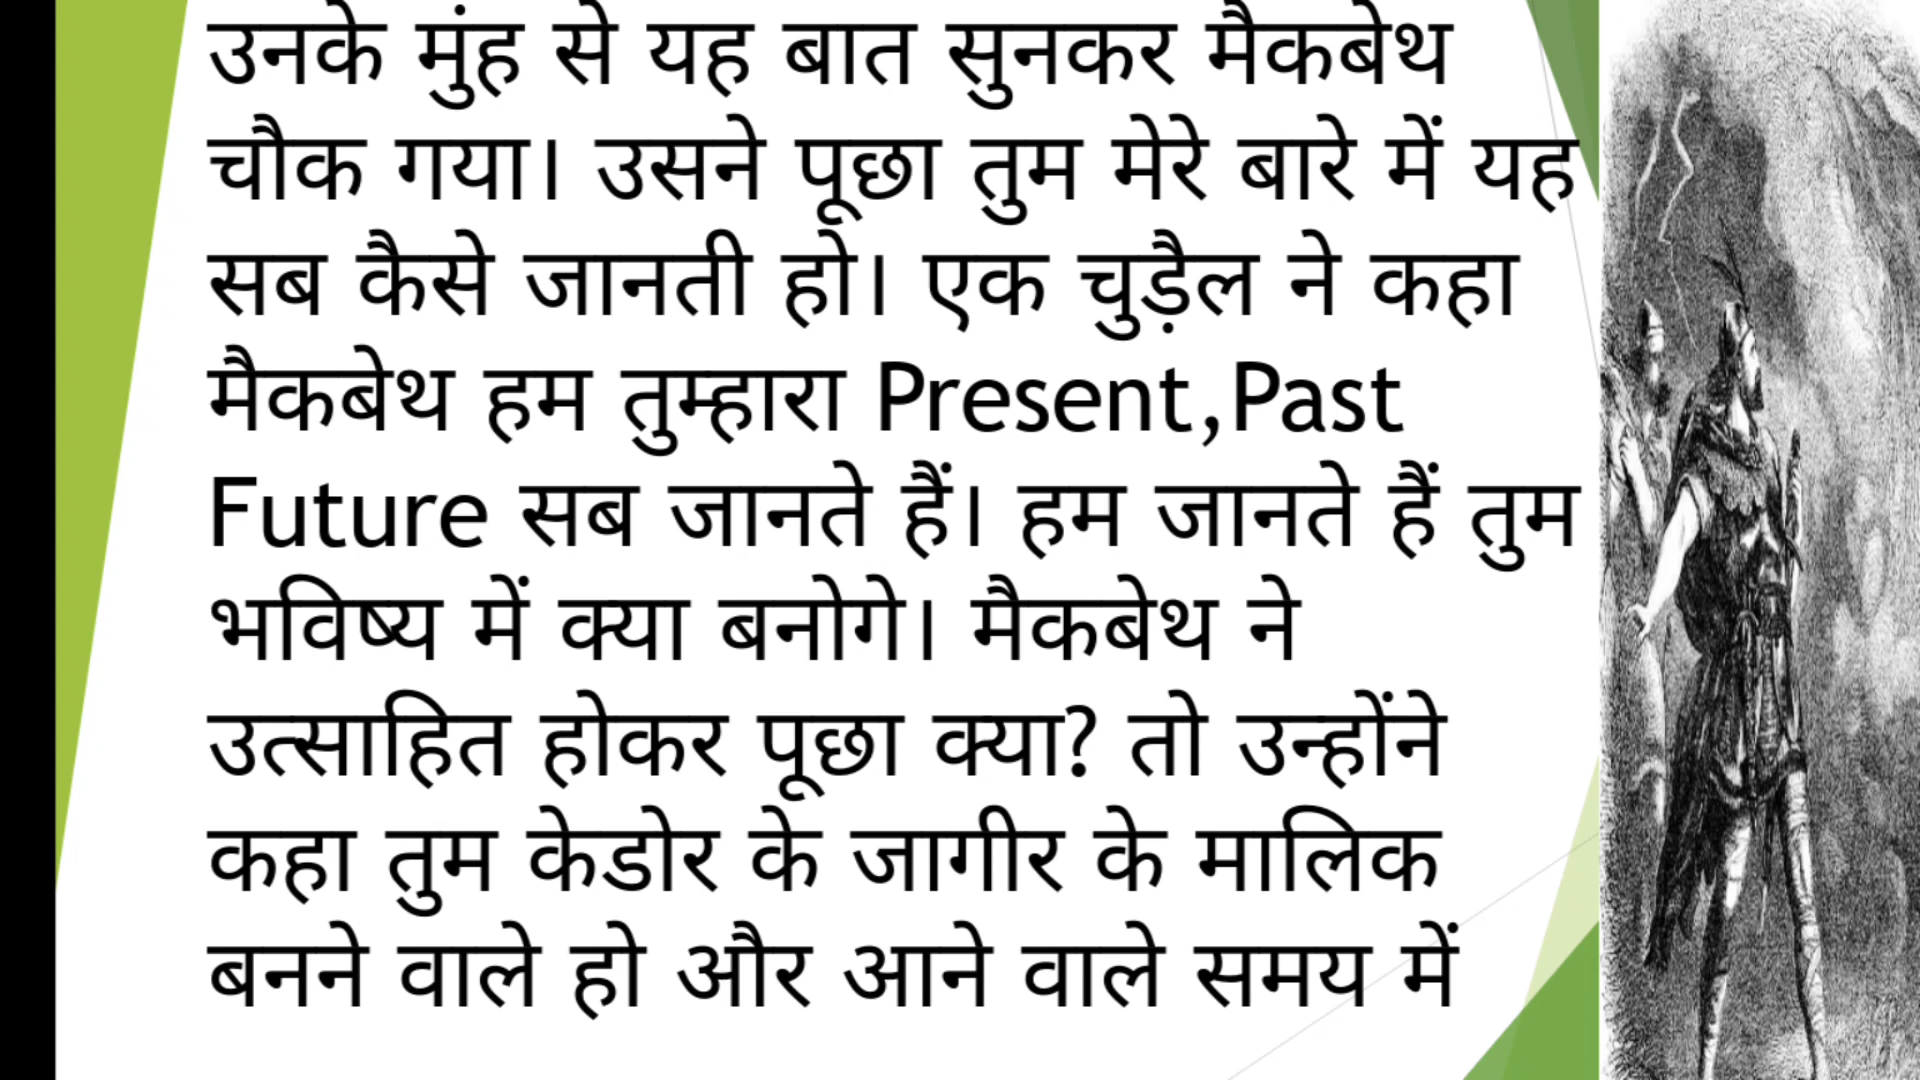 उनके मुंह से यह बात सुनकर मैकबेथ
चौक गया। उसने पूछा तुम मेरे बारे में यह
सब कैसे जानती हो। एक चुड़ैल ने कहा
मैकबेथ हम तुम्हारा Present,Past
Future सब जानते हैं। हम जानते हैं तुम
भविष्य में क्या बनोगे। मैकबेथ ने
उत्साहित होकर पूछा क्या? तो उन्होंने
कहा तुम केडोर के जागीर के मालिक
बनने वाले हो और आने वाले समय में